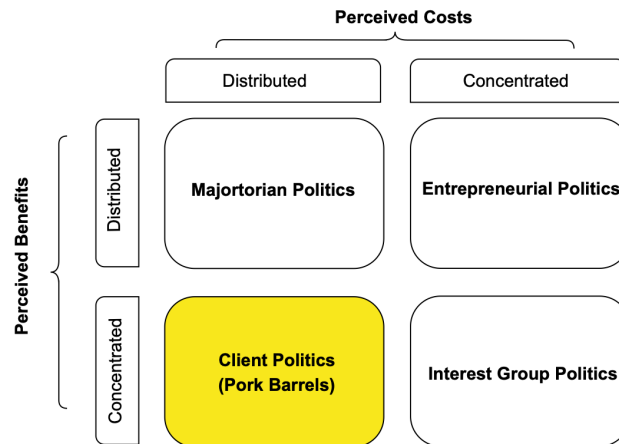 Perceived Costs
Distributed
Concentrated
Perceived Benefits
Distributed
Majortorian Politics
Entrepreneurial Politics
Concentrated
Client Politics
(Pork Barrels)
Interest Group Politics